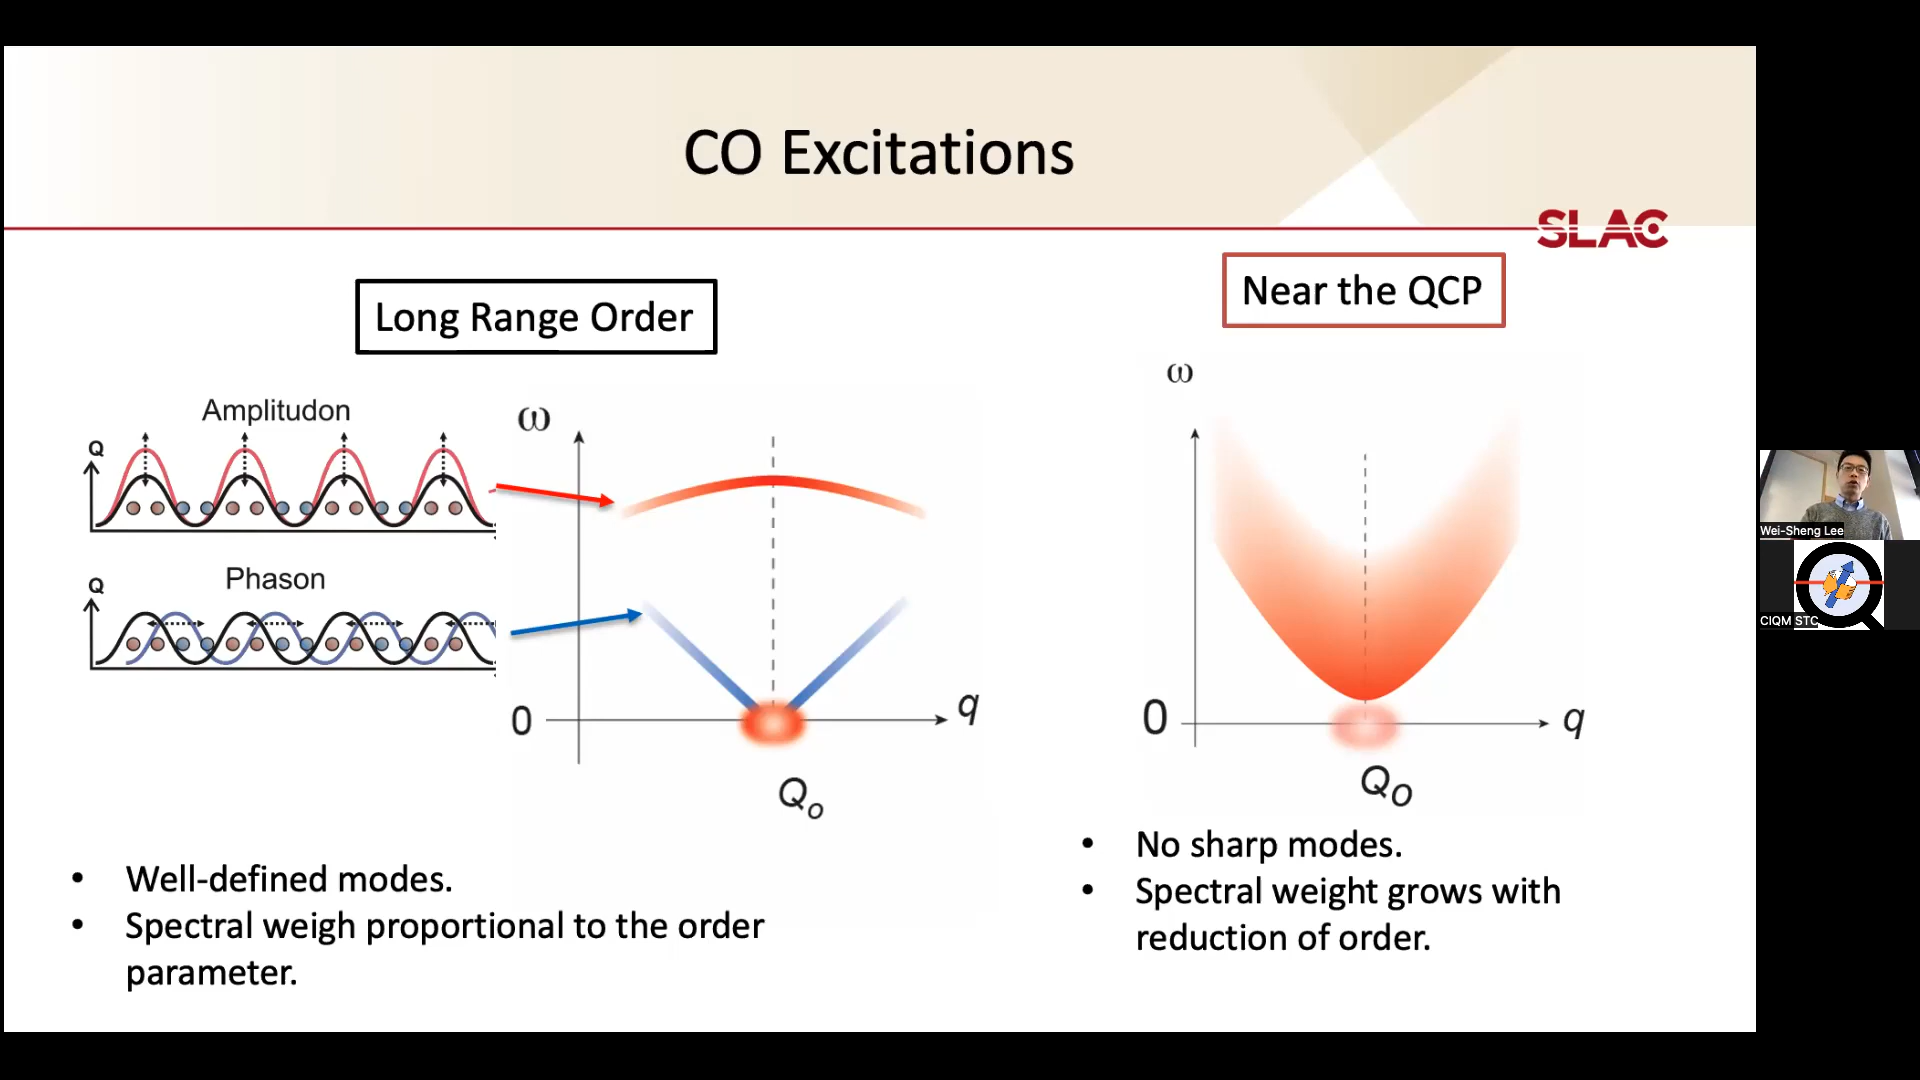 CO Excitations
SLAC
Long Range Order
Near the QCP
Amplitudon
Q
Phason
Q
ω
0
q
Qo
ω
0
q
QO
• Well-defined modes.
• Spectral weigh proportional to the order
parameter.
• No sharp modes.
• Spectral weight grows with
reduction of order.
Wei-Sheng Lee
CIQM STC